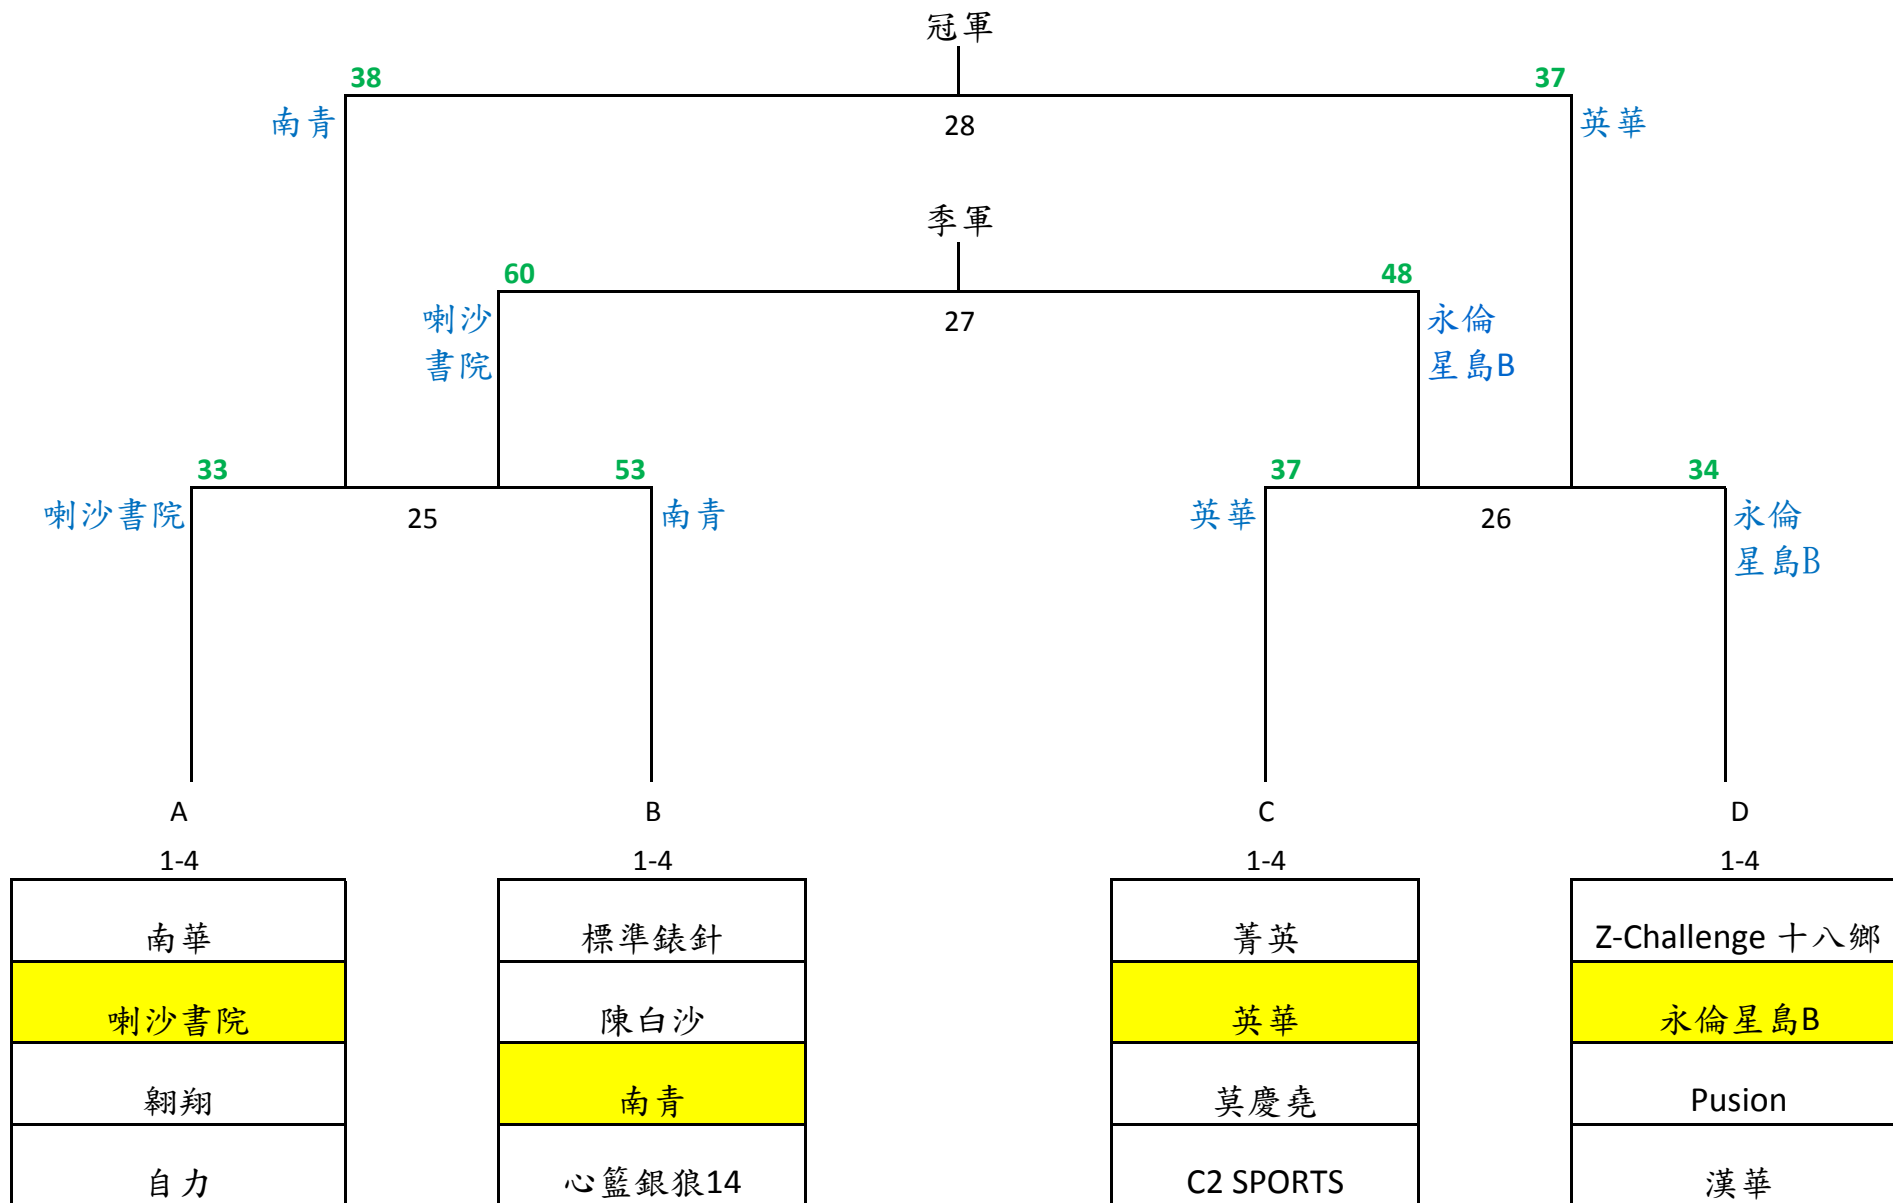 冠軍
38
37
南青
28
英華
季軍
60
48
喇沙
書院
27
永倫
星島B
33
53
37
34
喇沙書院
25
南青
英華
26
永倫
星島B
A
B
C
D
1-4
1-4
1-4
1-4
南華
標準錶針
菁英
Z-Challenge 十八鄉
喇沙書院
陳白沙
英華
永倫星島B
翱翔
南青
莫慶堯
Pusion
自力
心籃銀狼14
C2 SPORTS
漢華